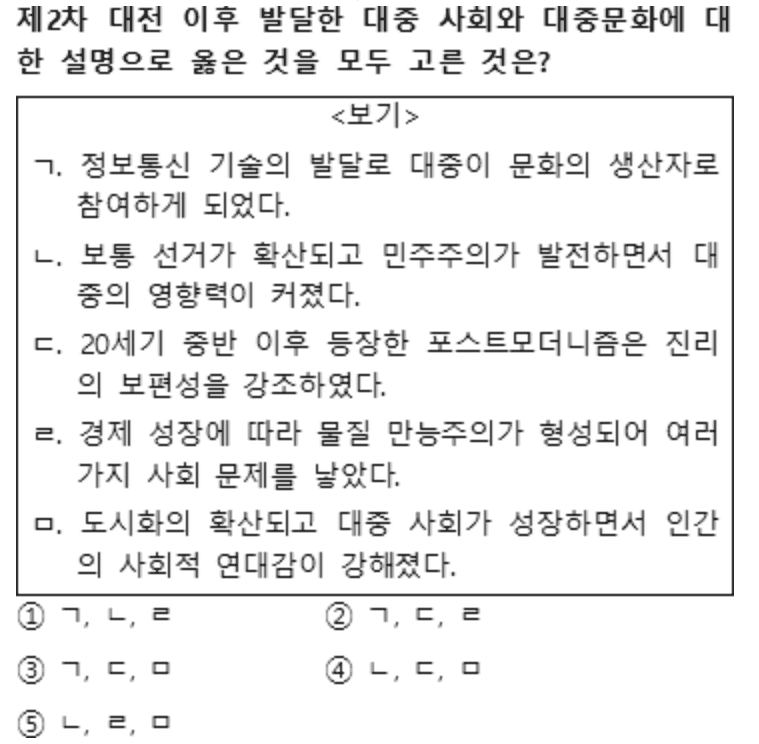 제2차 대전 이후 발달한 대중 사회와 대중문화에 대
한 설명으로 옳은 것을 모두 고른 것은?
<보기>
ㄱ. 정보통신 기술의 발달로 대중이 문화의 생산자로
참여하게 되었다.
ㄴ. 보통 선거가 확산되고 민주주의가 발전하면서 대
중의 영향력이 커졌다.
ㄷ. 20세기 중반 이후 등장한 포스트모더니즘은 진리
의 보편성을 강조하였다.
ㄹ. 경제 성장에 따라 물질 만능주의가 형성되어 여러
가지 사회 문제를 낳았다.
ㅁ. 도시화의 확산되고 대중 사회가 성장하면서 인간
의 사회적 연대감이 강해졌다.
① ㄱ, ㄴ, ㄹ ② ㄱ, ㄷ, ㄹ
③ ㄱ, ㄷ, ㅁ ④ ㄴ, ㄷ, ㅁ
⑤ ㄴ, ㄹ, ㅁ